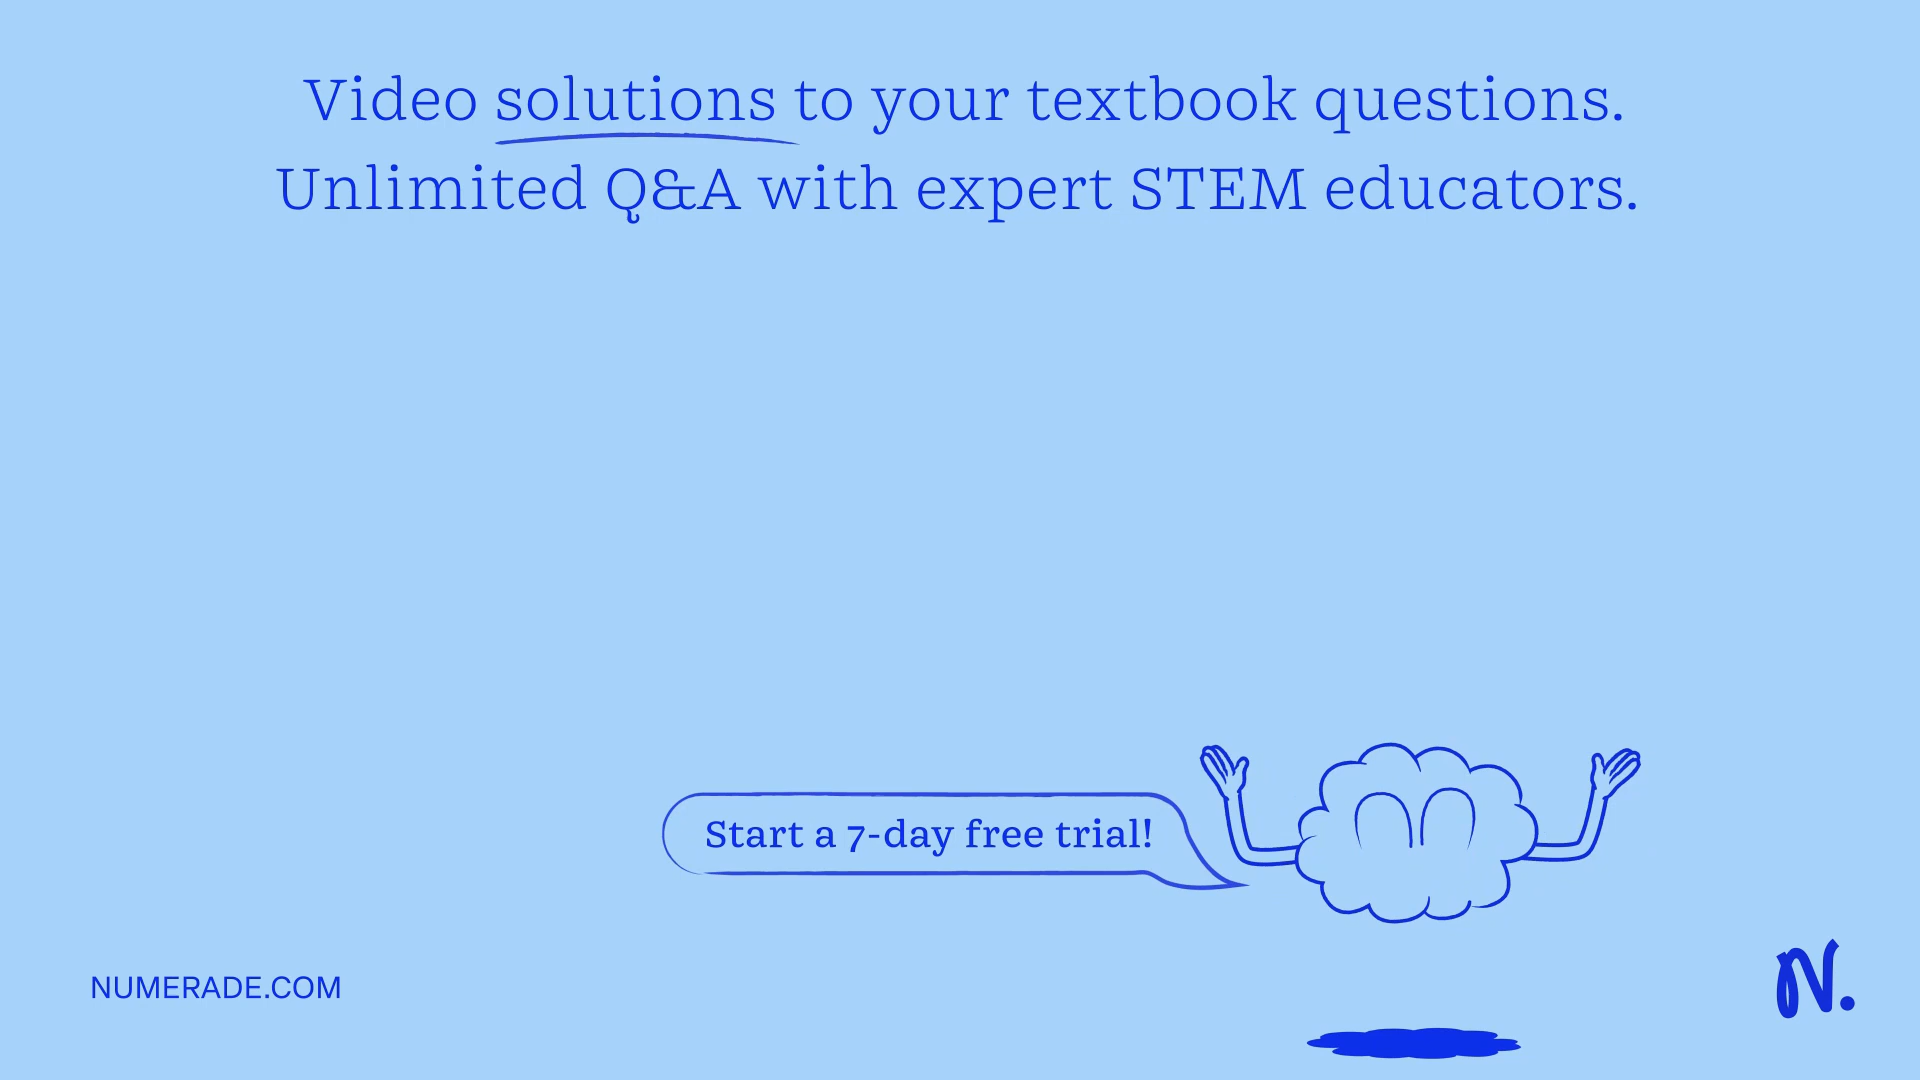 Video solutions to your textbook questions.
Unlimited Q&A with expert STEM educators.
Start a 7-day free trial!
NUMERADE.COM
N.